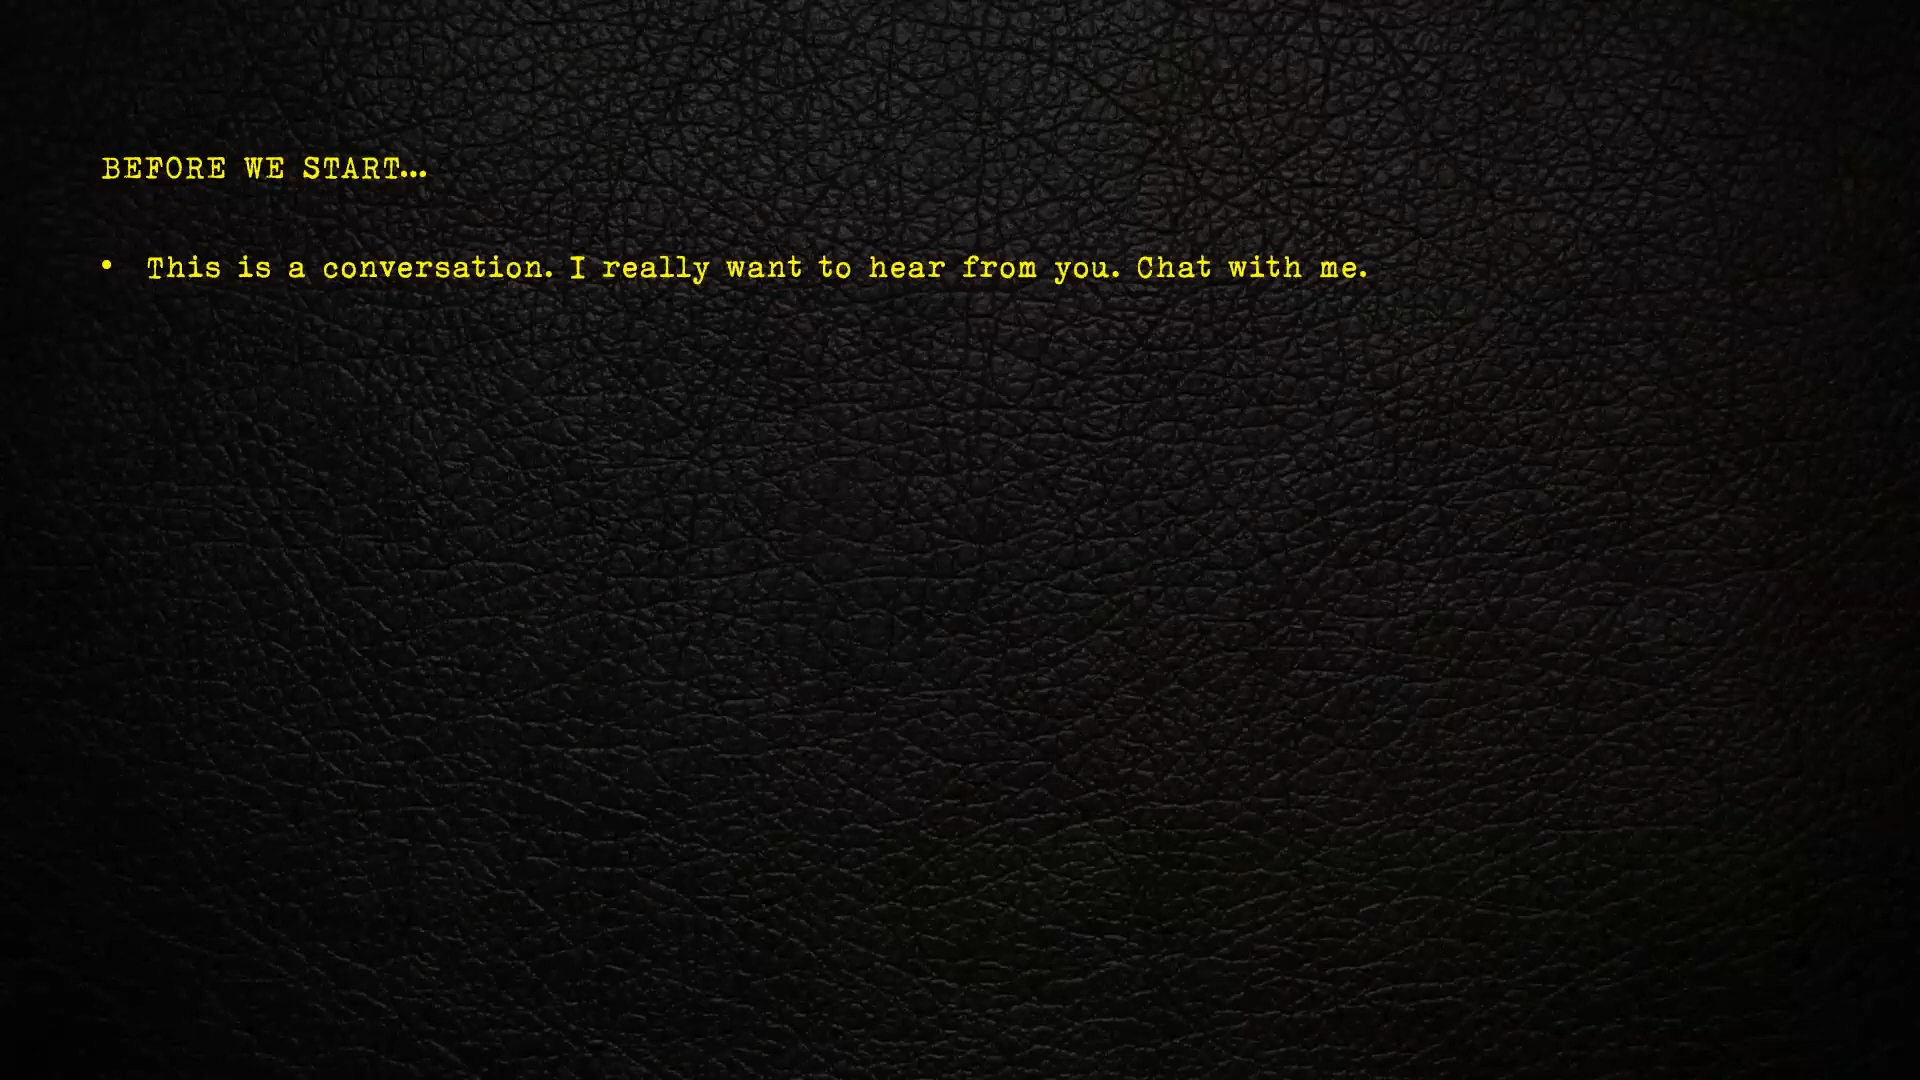 BEFORE WE START…
• This is a conversation. I really want to hear from you. Chat with me.